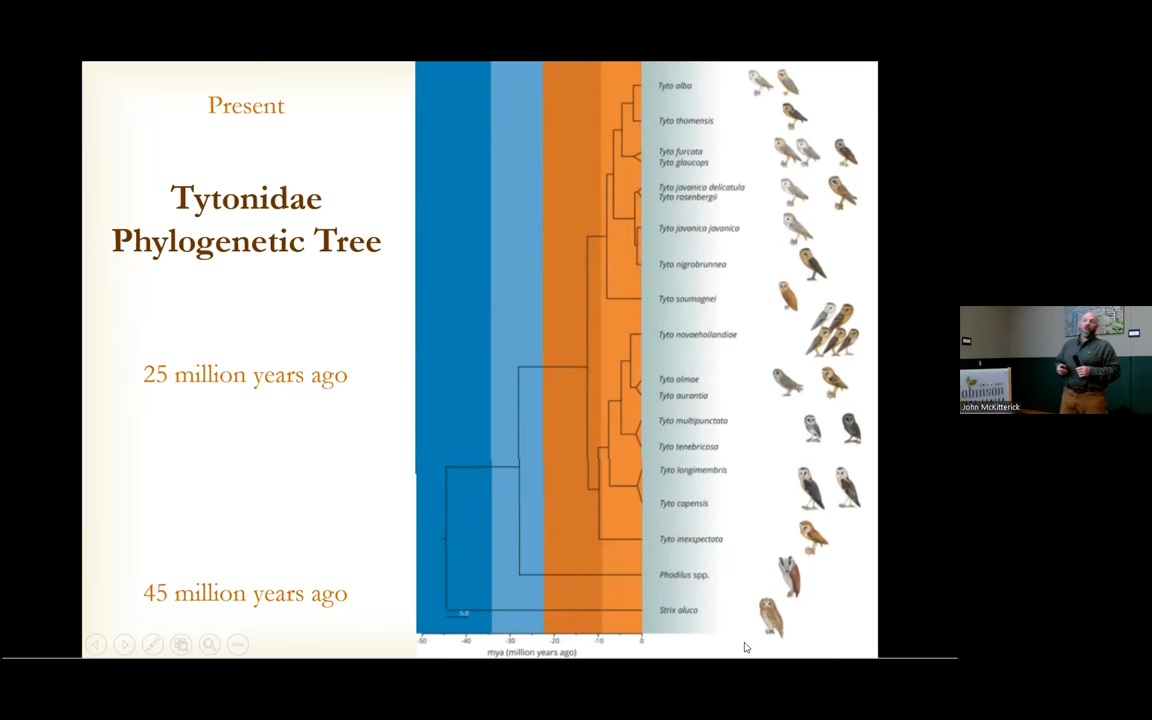 Present
Tytonidae
Phylogenetic Tree
25 million years ago
45 million years ago
Tyto alba
Tyto thomensis
Tyto furcata
Tyto glaucops
Tyto javanica delicatula
Tyto rosenbergii
Tyto javanica javanica
Tyto nigrobrunnea
Tyto soumagnei
Tyto novaehollandiae
Tyto almae
Tyto aurantia
Tyto multipunctata
Tyto tenebricosa
Tyto longimembris
Tyto capensis
Tyto inexspectata
Phodilus spp.
Strix aluco
5.0
-50 -40 -30 -20 -10 0
mya (million years ago)
John McKitterick